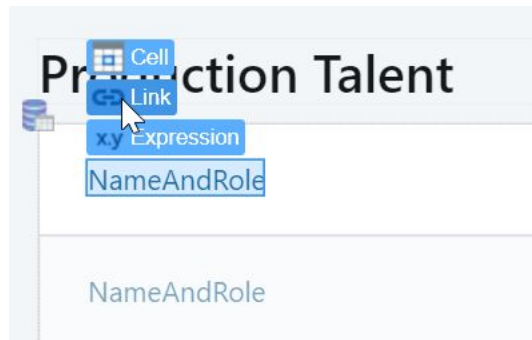 Production Talent
Cell
Link
x.y Expression
NameAndRole
NameAndRole